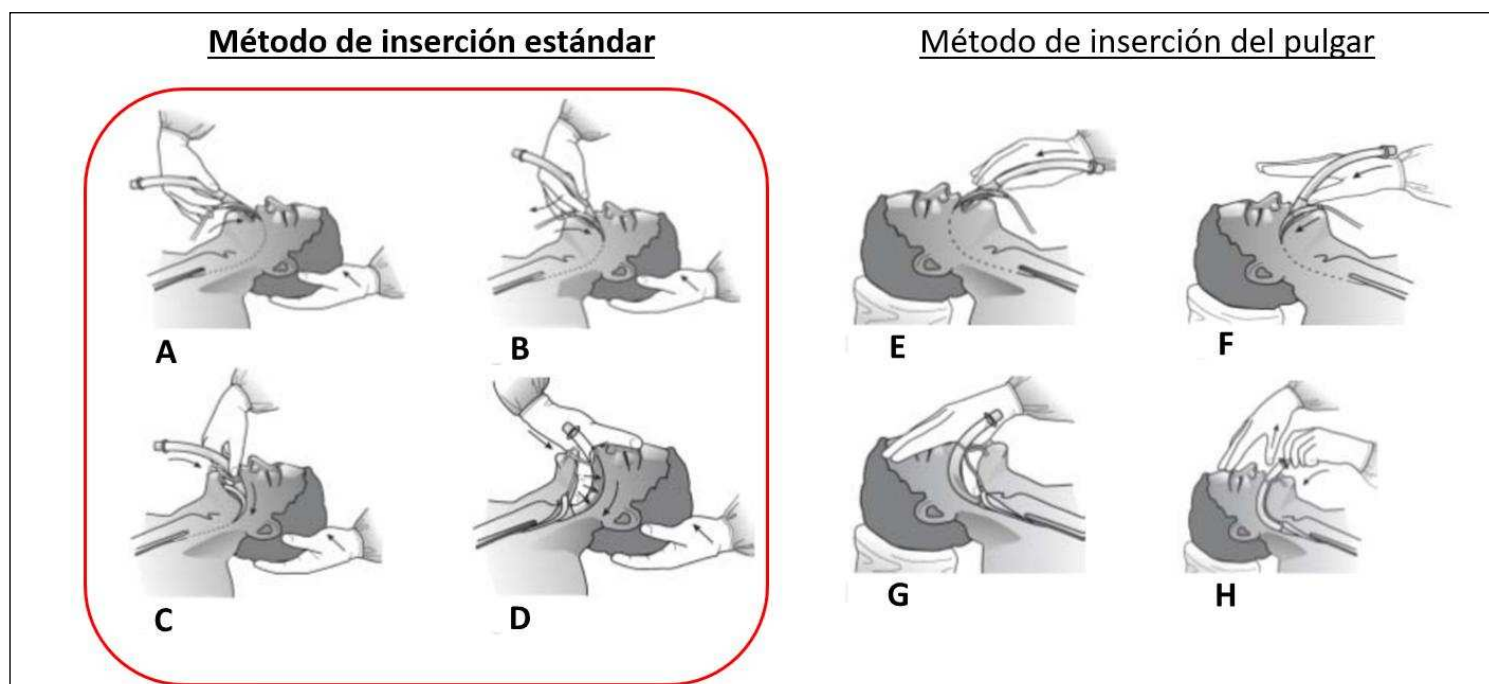 Método de inserción estándar
Método de inserción del pulgar
A
B
E
F
C
D
G
H